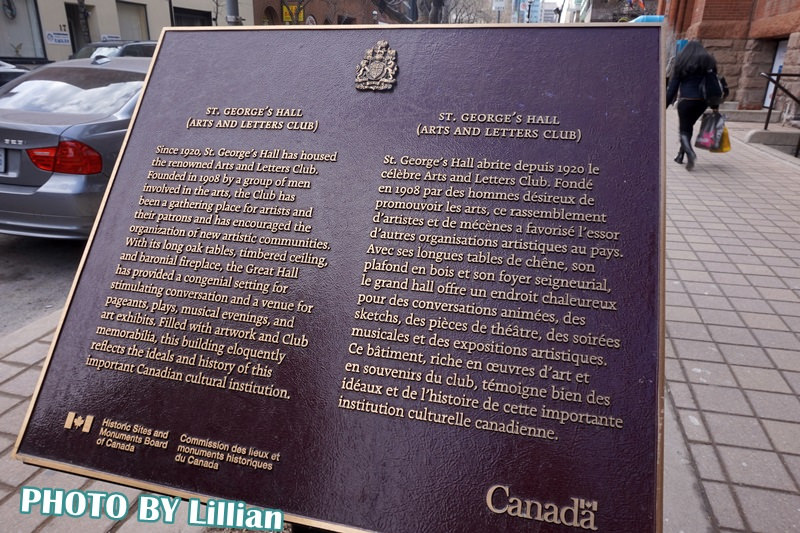 ST. GEORGE'S HALL
(ARTS AND LETTERS CLUB)
Since 1920, St. George's Hall has housed
the renowned Arts and Letters Club.
Founded in 1908 by a group of men
involved in the arts, the Club has
been a gathering place for artists and
their patrons and has encouraged the
organization of new artistic communities.
With its long oak tables, timbered ceiling,
and baronial fireplace, the Great Hall
has provided a congenial setting for
stimulating conversation and a venue for
pageants, plays, musical evenings, and
art exhibits. Filled with artwork and Club
memorabilia, this building eloquently
reflects the ideals and history of this
important Canadian cultural institution.
ST. GEORGE'S HALL
(ARTS AND LETTERS CLUB)
St. George's Hall abrite depuis 1920 le
célèbre Arts and Letters Club. Fondé
en 1908 par des hommes désireux de
promouvoir les arts, ce rassemblement
d'artistes et de mécènes a favorisé l'essor
d'autres organisations artistiques au pays.
Avec ses longues tables de chêne, son
plafond en bois et son foyer seigneurial,
le grand hall offre un endroit chaleureux
pour des conversations animées, des
sketchs, des pièces de théâtre, des soirées
musicales et des expositions artistiques.
Ce bâtiment, riche en œuvres d'art et
en souvenirs du club, témoigne bien des
idéaux et de l'histoire de cette importante
institution culturelle canadienne.
Historic Sites and
Monuments Board
of Canada
Commission des lieux et
monuments historiques
du Canada
Canada
PHOTO BY Lillian